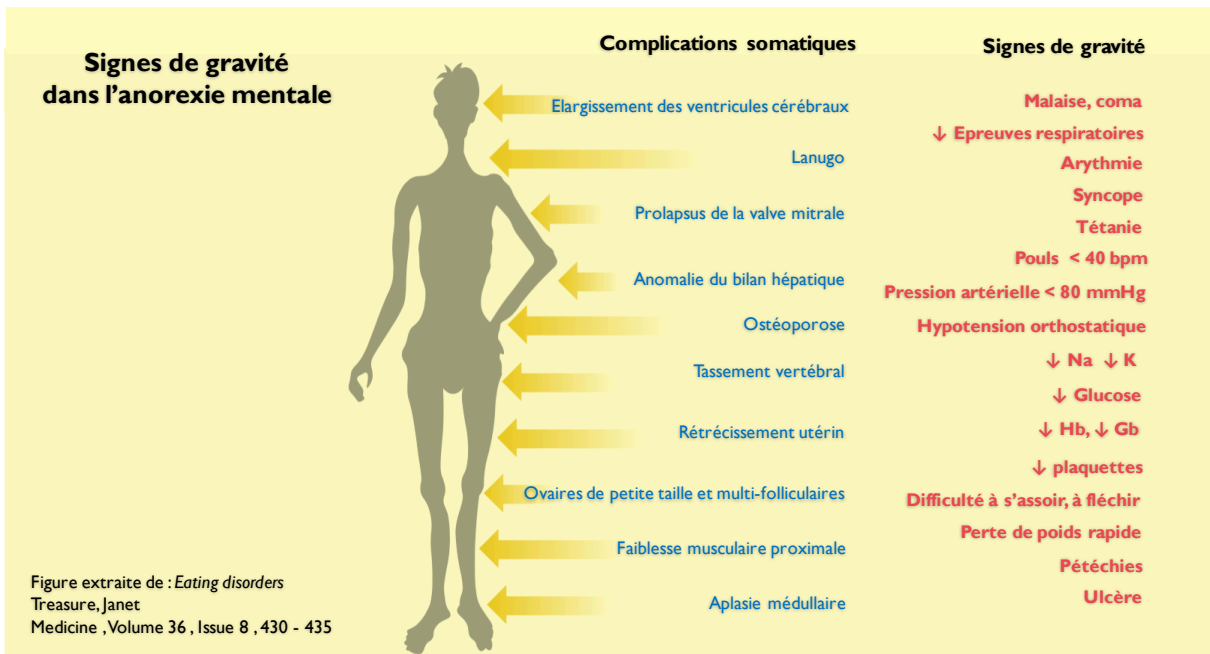 Signes de gravité
dans l'anorexie mentale
Complications somatiques
Elargissement des ventricules cérébraux
Lanugo
Prolapsus de la valve mitrale
Anomalie du bilan hépatique
Ostéoporose
Tassement vertébral
Rétrécissement utérin
Ovaires de petite taille et multi-folliculaires
Faiblesse musculaire proximale
Aplasie médullaire
Signes de gravité
Malaise, coma
↓ Epreuves respiratoires
Arythmie
Syncope
Tétanie
Pouls < 40 bpm
Pression artérielle < 80 mmHg
Hypotension orthostatique
↓ Na ↓ K
↓ Glucose
↓ Hb, ↓ Gb
↓ plaquettes
Difficulté à s'assoir, à fléchir
Perte de poids rapide
Pétéchies
Ulcère
Figure extraite de : Eating disorders
Treasure, Janet
Medicine , Volume 36 , Issue 8 , 430 - 435